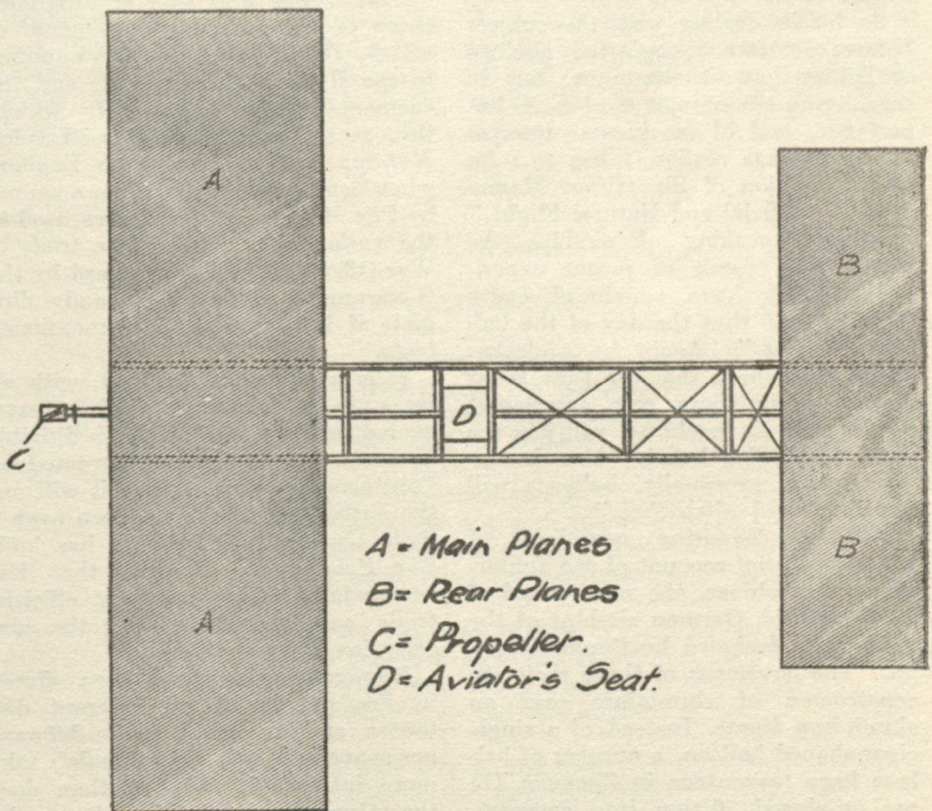 A
B
C
D
B
A
A = Main Planes
B = Rear Planes
C = Propeller.
D = Aviator's Seat.